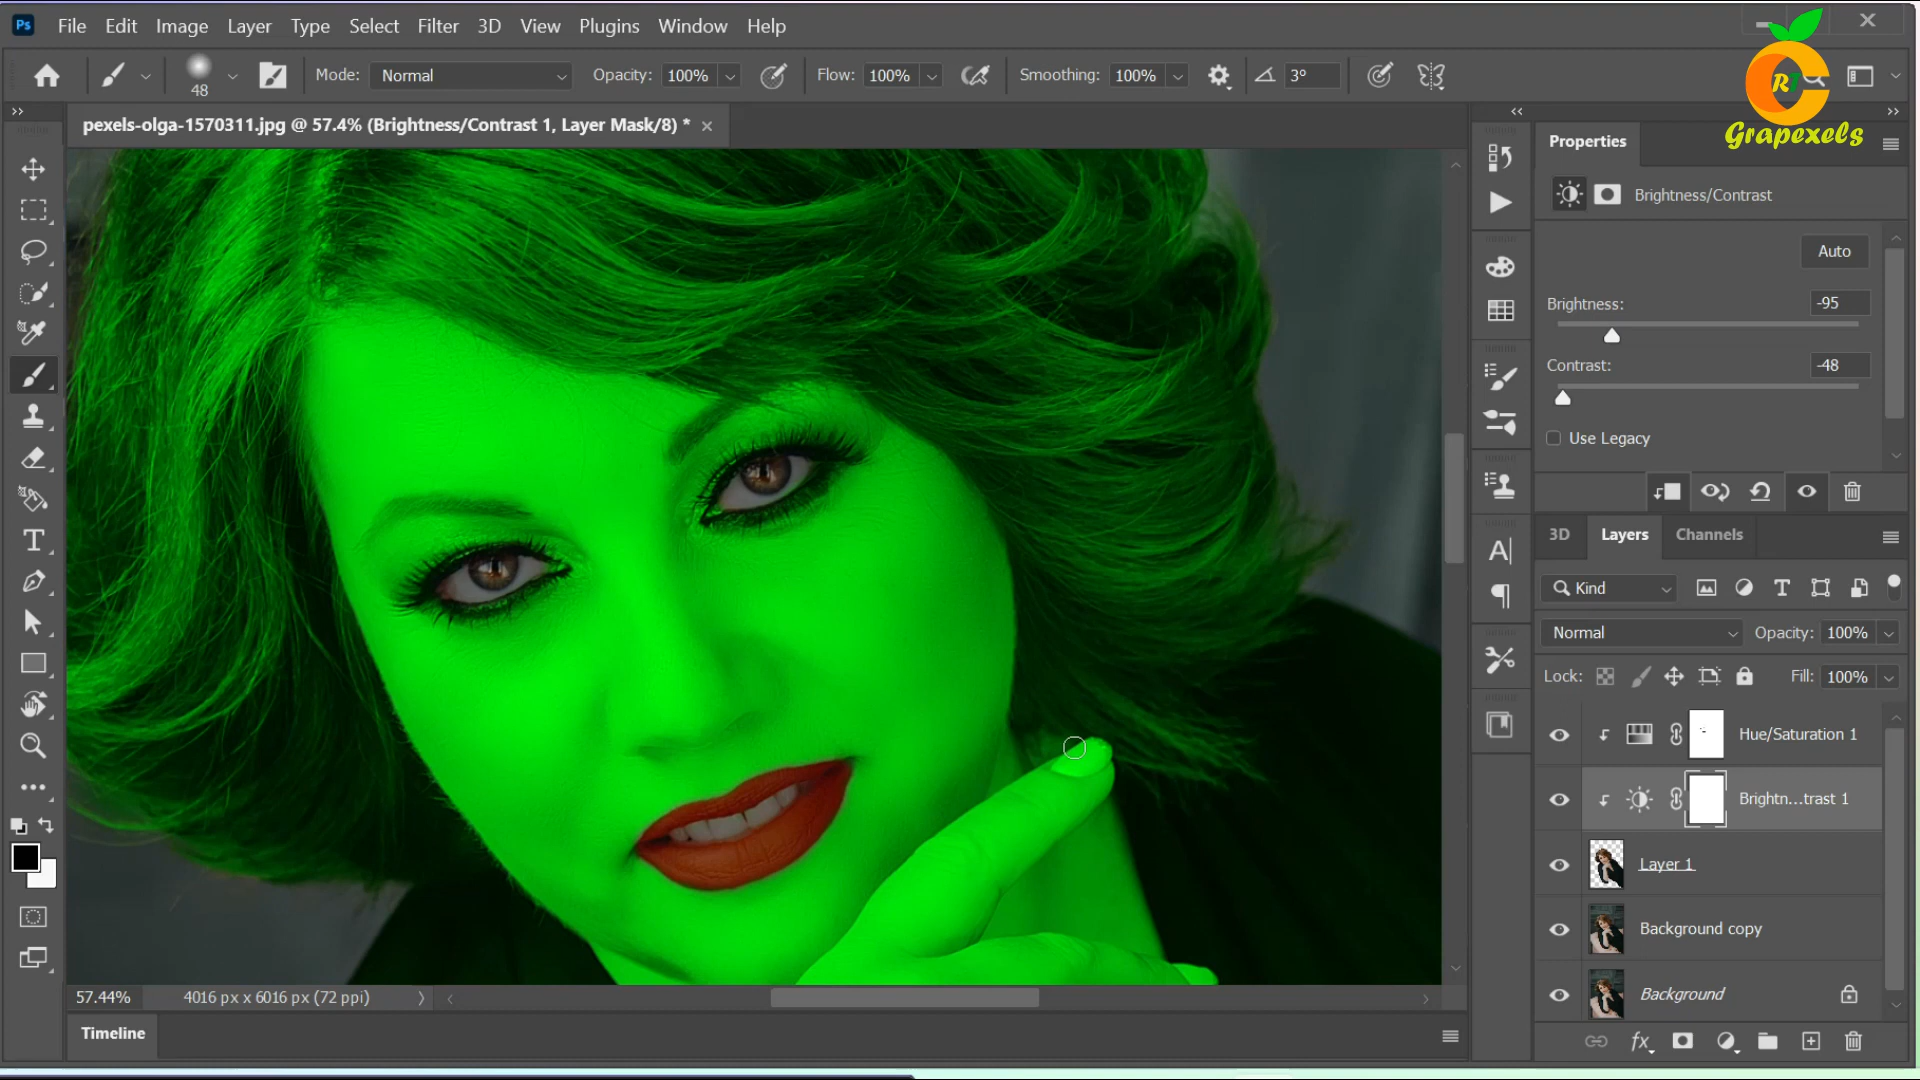 Ps File Edit Image Layer Type Select Filter 3D View Plugins Window Help
48 Mode: Normal Opacity: 100% Flow: 100% Smoothing: 100% 3°
RT
Grapexels
pexels-olga-1570311.jpg @ 57.4% (Brightness/Contrast 1, Layer Mask/8) *
Properties
Brightness/Contrast
Auto
Brightness: -95
Contrast: -48
Use Legacy
3D Layers Channels
Kind
Normal Opacity: 100%
Lock: Fill: 100%
Hue/Saturation 1
Brightn...trast 1
Layer 1
Background copy
Background
57.44% 4016 px x 6016 px (72 ppi)
Timeline